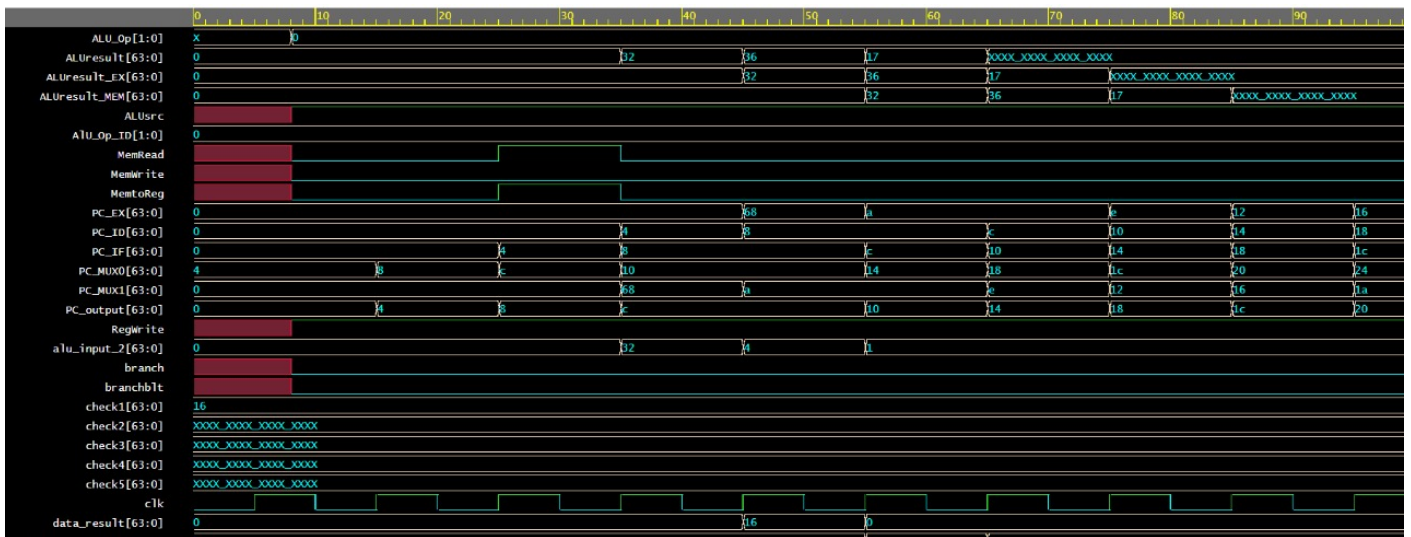 0 10 20 30 40 50 60 70 80 90
ALU_Op[1:0] X 0
ALUresult[63:0] 0 32 36 17 XXXX_XXXX_XXXX_XXXX
ALUresult_EX[63:0] 0 32 36 17 XXXX_XXXX_XXXX_XXXX
ALUresult_MEM[63:0] 0 32 36 17 XXXX_XXXX_XXXX_XXXX
ALUsrc
AlU_Op_ID[1:0] 0
MemRead
MemWrite
MemtoReg
PC_EX[63:0] 0 68 a e 12 16
PC_ID[63:0] 0 4 8 c 10 14 18
PC_IF[63:0] 0 4 8 c 10 14 18 1c
PC_MUX0[63:0] 4 8 c 10 14 18 1c 20 24
PC_MUX1[63:0] 0 68 a e 12 16 1a
PC_output[63:0] 0 4 8 c 10 14 18 1c 20
RegWrite
alu_input_2[63:0] 0 32 4 1
branch
branchblt
check1[63:0] 16
check2[63:0] XXXX_XXXX_XXXX_XXXX
check3[63:0] XXXX_XXXX_XXXX_XXXX
check4[63:0] XXXX_XXXX_XXXX_XXXX
check5[63:0] XXXX_XXXX_XXXX_XXXX
clk
data_result[63:0] 0 16 0